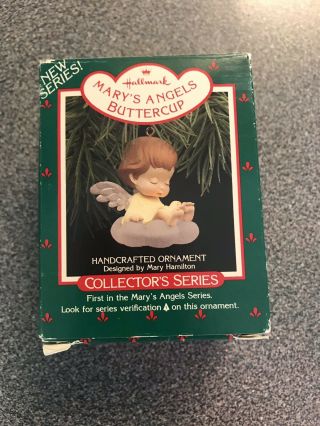 NEW
SERIES!
Hallmark
MARY'S ANGELS
BUTTERCUP
HANDCRAFTED ORNAMENT
Designed by Mary Hamilton
COLLECTOR'S SERIES
First in the Mary's Angels Series.
Look for series verification on this ornament.